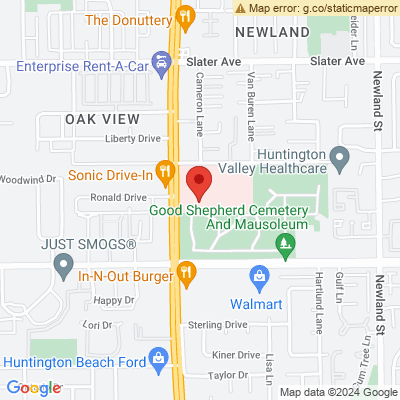 Map error: g.co/staticmaperror
The Donuttery
NEWLAND
Slater Ave
Slater Ave
Enterprise Rent-A-Car
Cameron Lane
Van Buren Lane
Newland St
OAK VIEW
Liberty Drive
Huntington
Valley Healthcare
Sonic Drive-In
Woodwind Dr
Ronald Drive
Good Shepherd Cemetery
And Mausoleum
JUST SMOGS®
In-N-Out Burger
Walmart
Happy Dr
Hartlund Lane
Gulf Ln
Newland St
Lori Dr
Sterling Drive
Huntington Beach Ford
Kiner Drive
Lisa Ln
Taylor Dr
Google
Map data ©2024 Google